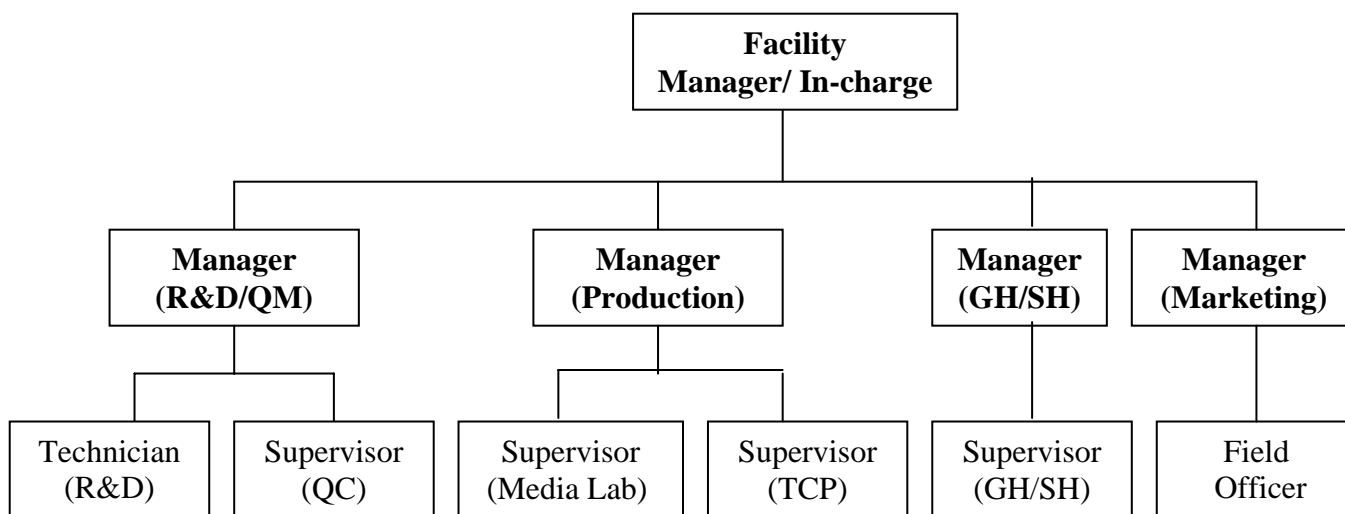 Facility
Manager/ In-charge
Manager
(R&D/QM)
Manager
(Production)
Manager
(GH/SH)
Manager
(Marketing)
Technician
(R&D)
Supervisor
(QC)
Supervisor
(Media Lab)
Supervisor
(TCP)
Supervisor
(GH/SH)
Field
Officer